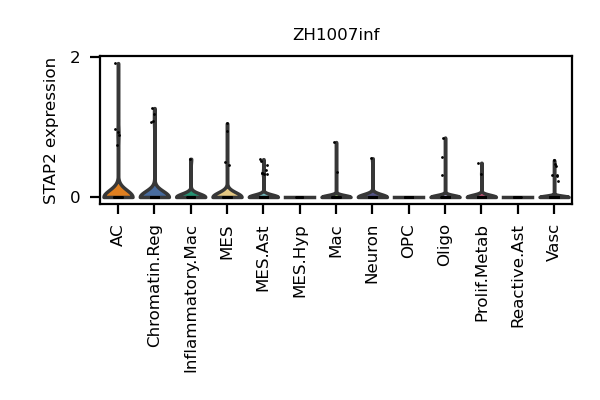 ZH1007inf
STAP2 expression
2
0
AC
Chromatin.Reg
Inflammatory.Mac
MES
MES.Ast
MES.Hyp
Mac
Neuron
OPC
Oligo
Prolif.Metab
Reactive.Ast
Vasc